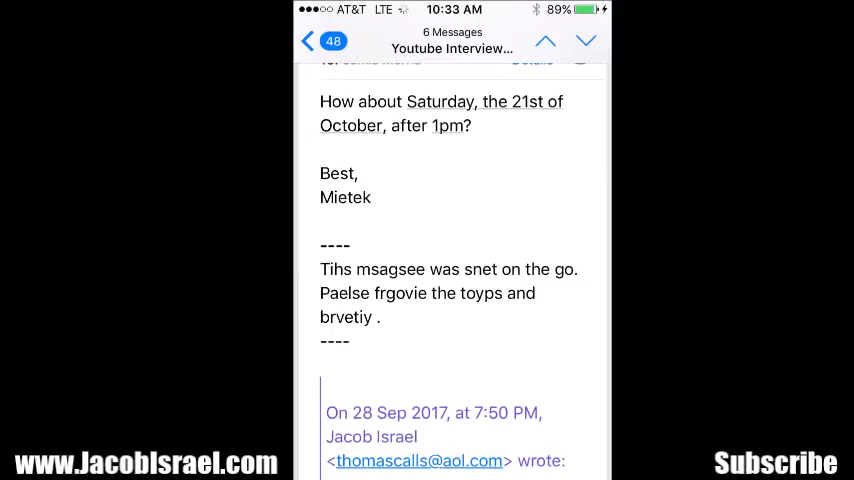 AT&T LTE 10:33 AM 89%
48
6 Messages
Youtube Interview...
How about Saturday, the 21st of
October, after 1pm?
Best,
Mietek
----
Tihs msagsee was snet on the go.
Paelse frgovie the toyps and
brvetiy .
----
On 28 Sep 2017, at 7:50 PM,
Jacob Israel
<thomascalls@aol.com> wrote:
www.JacobIsrael.com
Subscribe